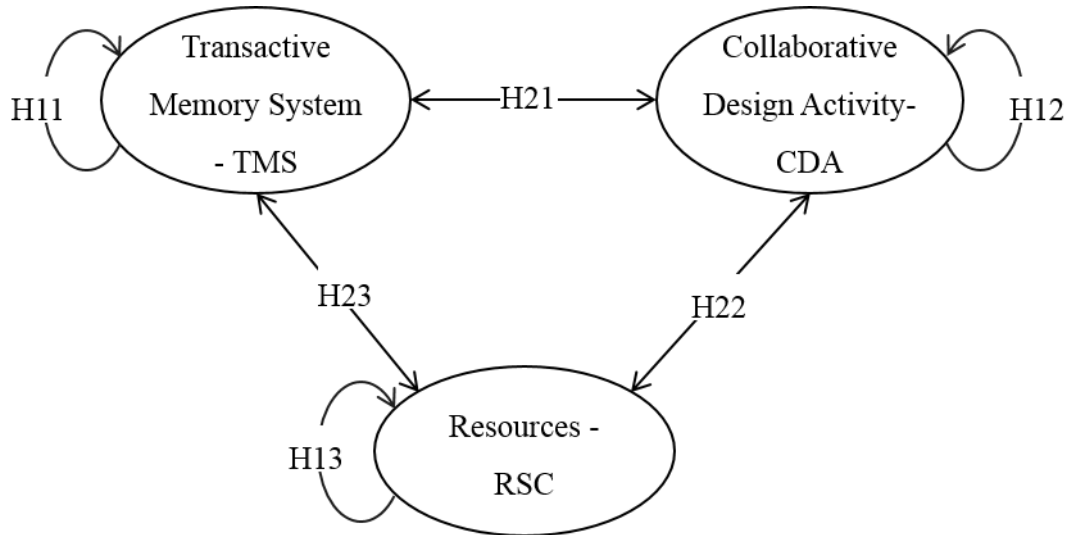 Transactive
Memory System
- TMS
Collaborative
Design Activity-
CDA
H11
H21
H12
H23
H22
H13
Resources -
RSC